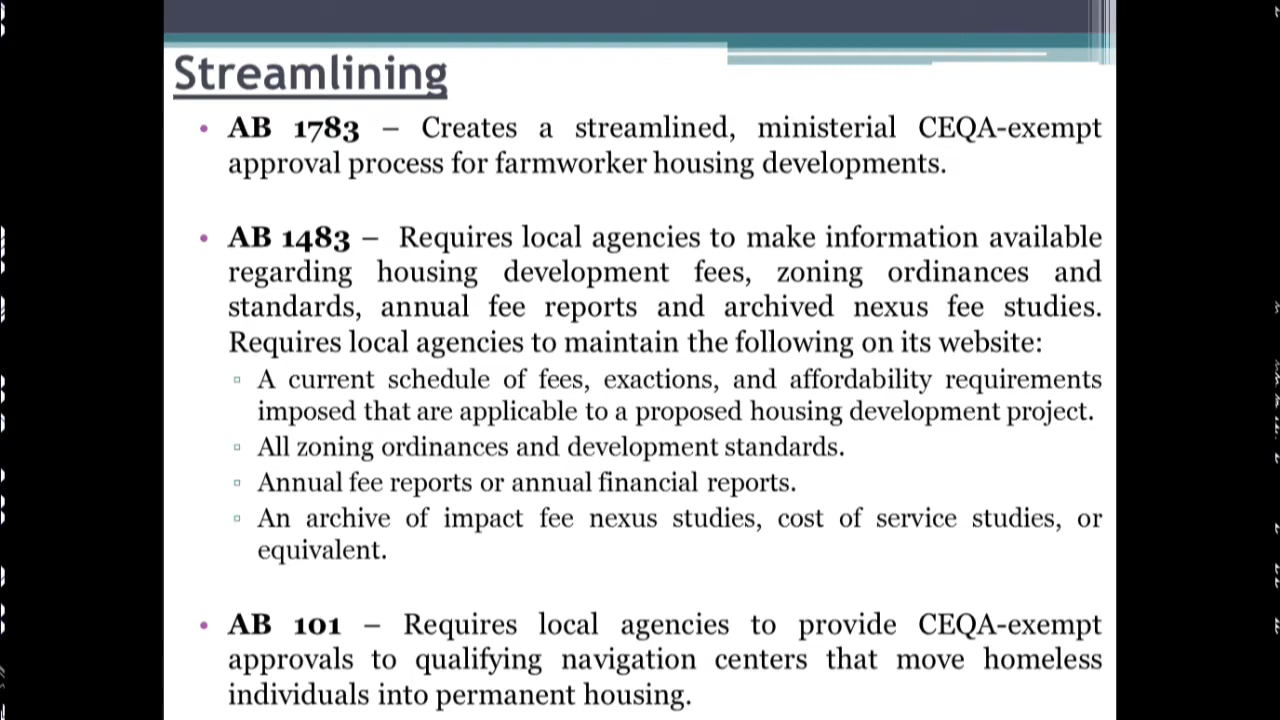 Streamlining
• AB 1783 – Creates a streamlined, ministerial CEQA-exempt
approval process for farmworker housing developments.
• AB 1483 – Requires local agencies to make information available
regarding housing development fees, zoning ordinances and
standards, annual fee reports and archived nexus fee studies.
Requires local agencies to maintain the following on its website:
▫ A current schedule of fees, exactions, and affordability requirements
imposed that are applicable to a proposed housing development project.
▫ All zoning ordinances and development standards.
▫ Annual fee reports or annual financial reports.
▫ An archive of impact fee nexus studies, cost of service studies, or
equivalent.
• AB 101 – Requires local agencies to provide CEQA-exempt
approvals to qualifying navigation centers that move homeless
individuals into permanent housing.